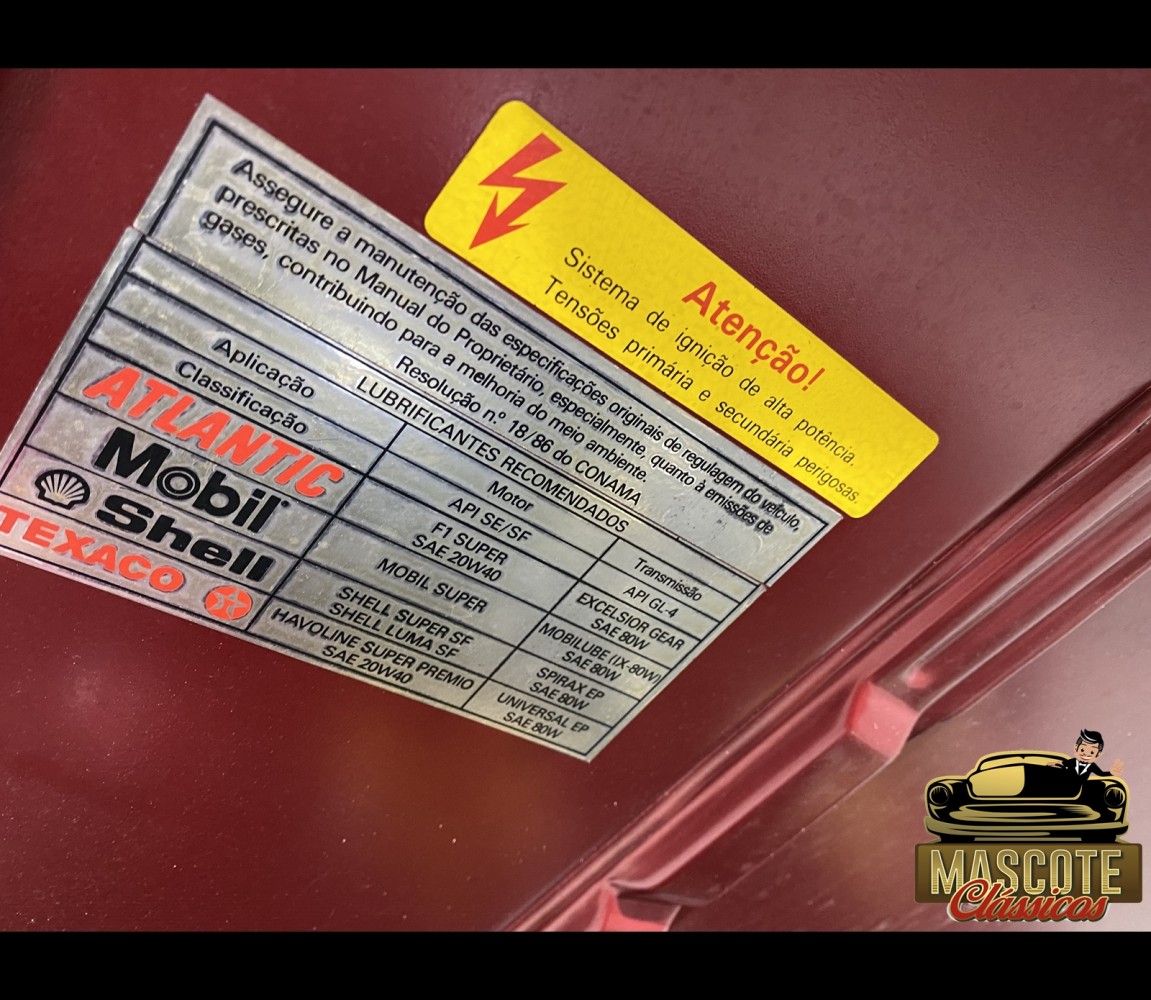 Assegure a manutenção das especificações originais de regulagem do veículo,
prescritas no Manual do Proprietário, especialmente, quanto à emissões de
gases, contribuindo para a melhoria do meio ambiente.
Resolução n.º 18/86 do CONAMA
LUBRIFICANTES RECOMENDADOS
Aplicação Motor Transmissão
Classificação API SE/SF API GL-4
ATLANTIC F1 SUPER EXCELSIOR GEAR
SAE 20W40 SAE 80W
Mobil MOBIL SUPER MOBILUBE (IX-80W)
SAE 80W
Shell SHELL SUPER SF SPIRAX EP
SHELL LUMA SF SAE 80W
TEXACO HAVOLINE SUPER PREMIO UNIVERSAL EP
SAE 20W40 SAE 80W
Atenção!
Sistema de ignição de alta potência.
Tensões primária e secundária perigosas.
MASCOTE
Clássicos